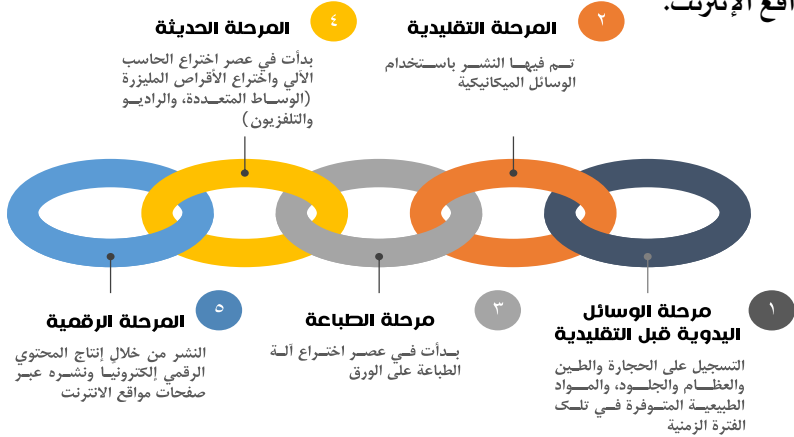 اقع الإنترنت.
١
مرحلة الوسائل
اليدوية قبل التقليدية
التسجيل على الحجارة والطين
والعظام والجلود، والمواد
الطبيعية المتوفرة في تلك
الفترة الزمنية
٢
المرحلة التقليدية
تم فيها النشر باستخدام
الوسائل الميكانيكية
٣
مرحلة الطباعة
بدأت في عصر اختراع آلة
الطباعة على الورق
٤
المرحلة الحديثة
بدأت في عصر اختراع الحاسب
الآلي واختراع الأقراص المليزرة
(الوساط المتعددة، والراديو
والتلفزيون)
٥
المرحلة الرقمية
النشر من خلال إنتاج المحتوي
الرقمي إلكترونيا ونشره عبر
صفحات مواقع الانترنت